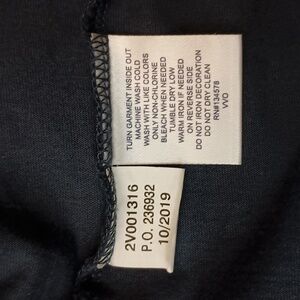 TURN GARMENT INSIDE OUT
MACHINE WASH COLD
WASH WITH LIKE COLORS
ONLY NON-CHLORINE
BLEACH WHEN NEEDED
TUMBLE DRY LOW
WARM IRON IF NEEDED
ON REVERSE SIDE
DO NOT IRON DECORATION
DO NOT DRY CLEAN
RN#134578
VVD
2V001316
P.O. 236932
10/2019